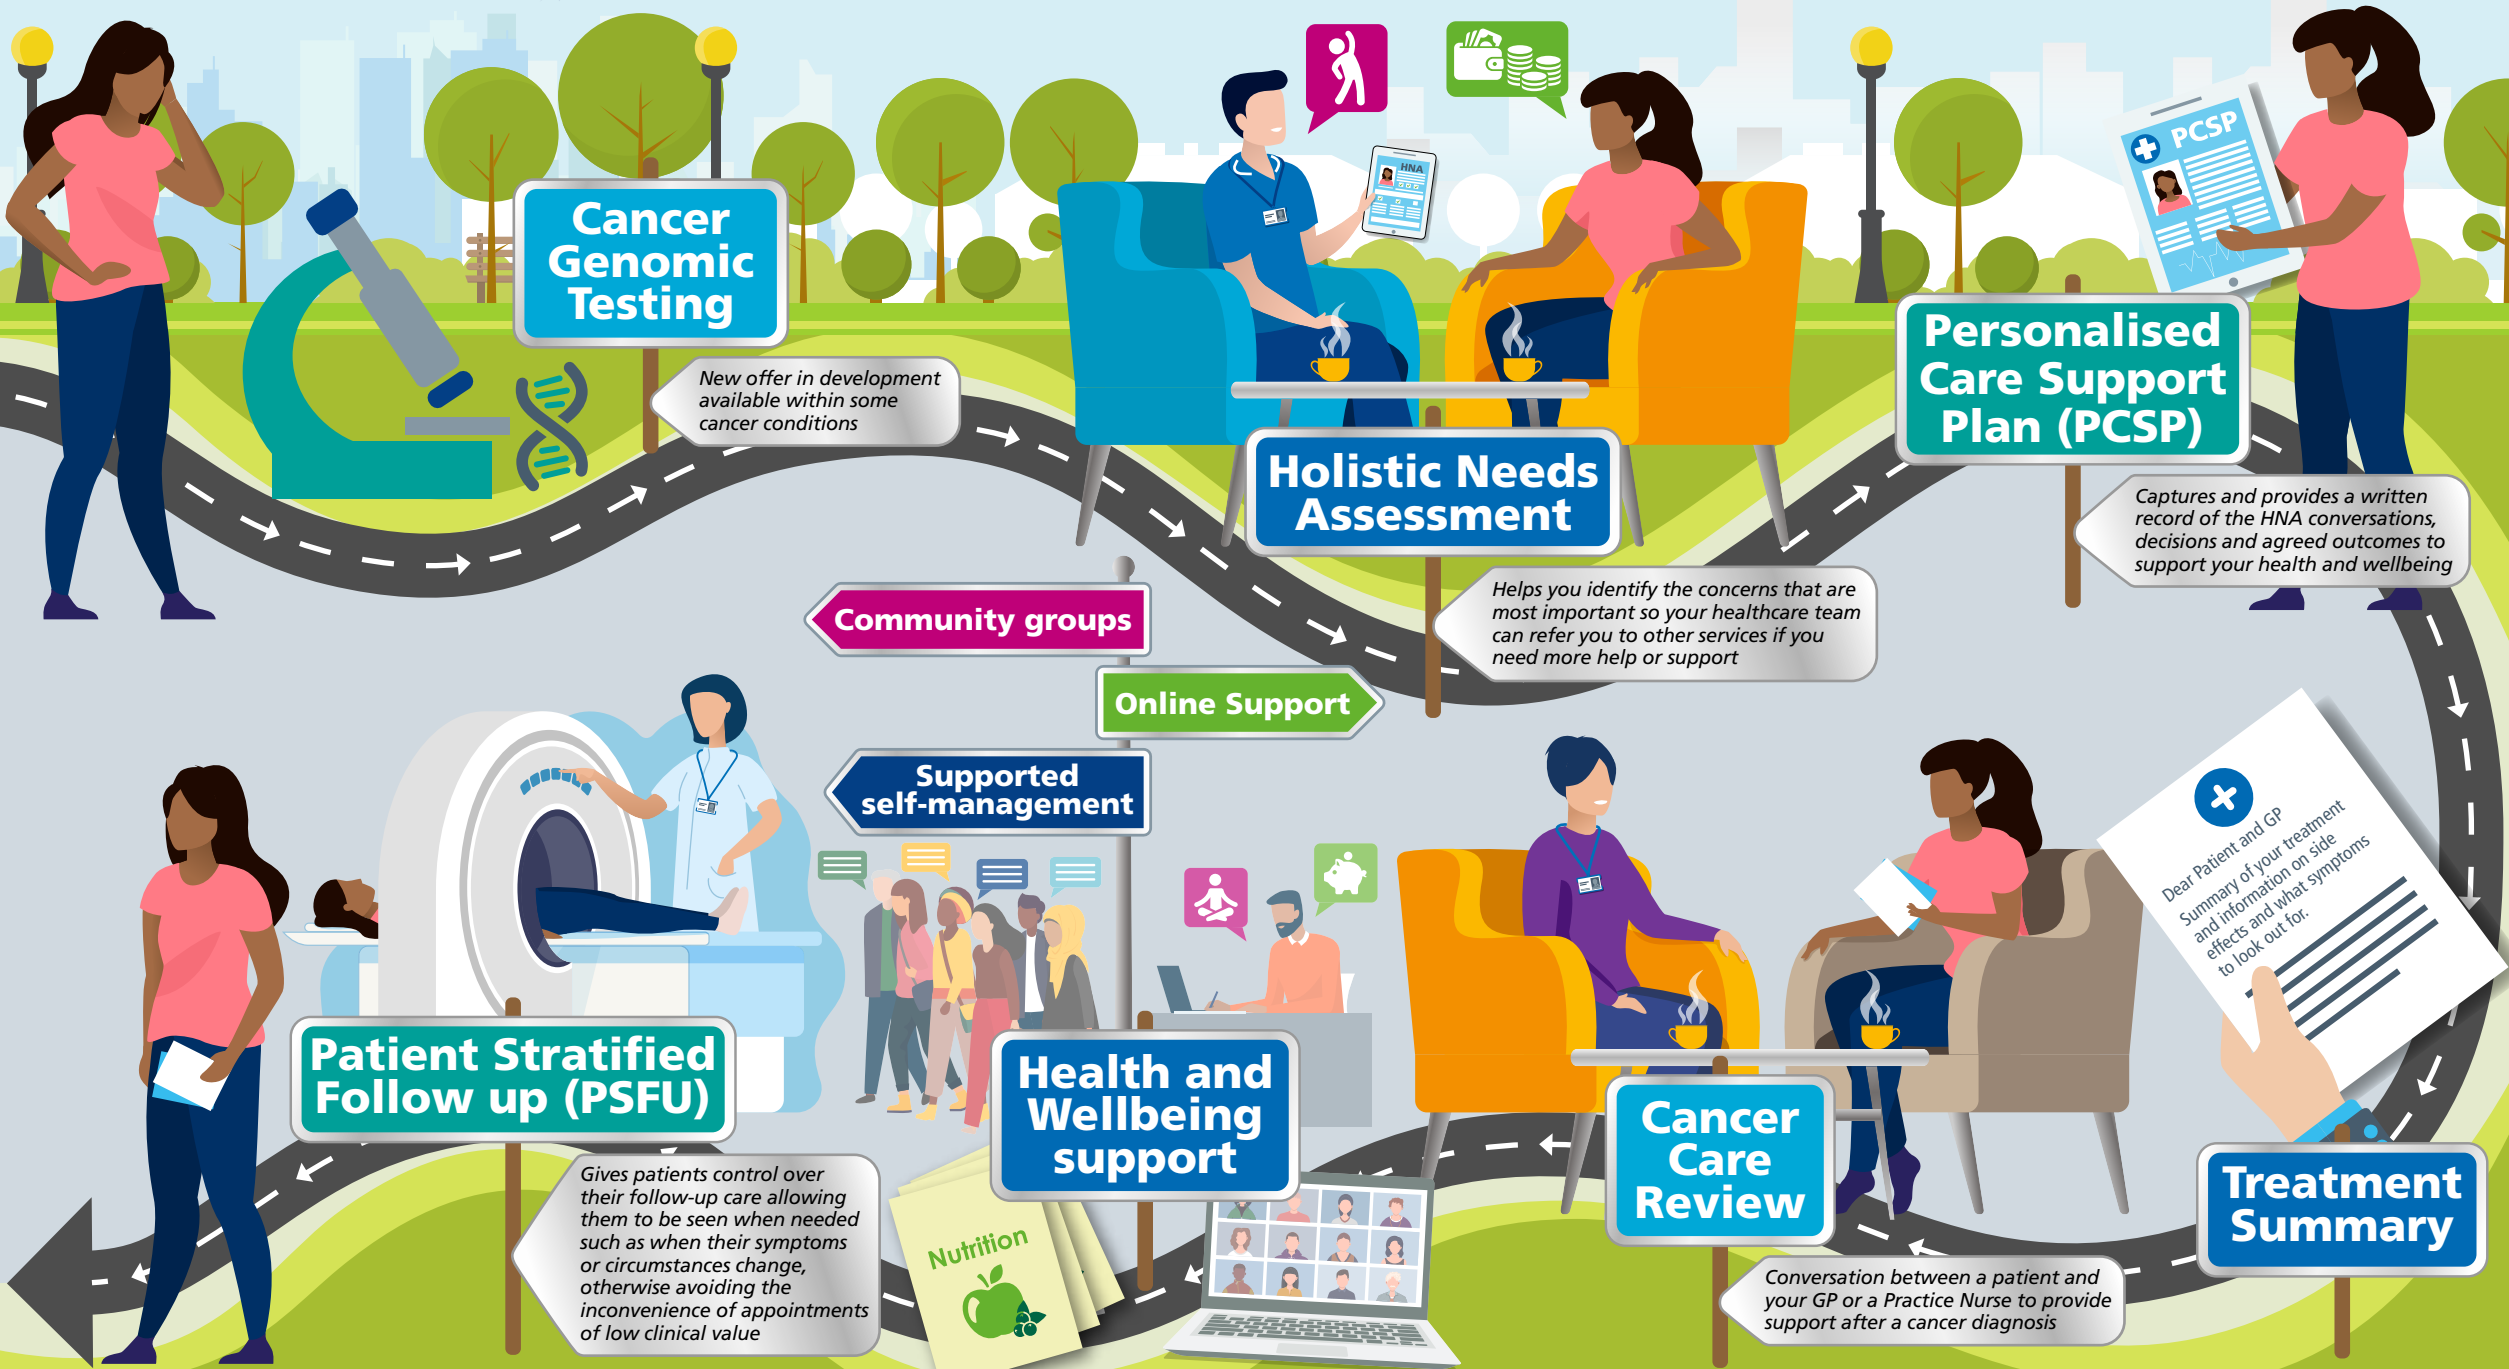 Cancer
Genomic
Testing
New offer in development
available within some
cancer conditions
HNA
Holistic Needs
Assessment
Helps you identify the concerns that are
most important so your healthcare team
can refer you to other services if you
need more help or support
PCSP
Personalised
Care Support
Plan (PCSP)
Captures and provides a written
record of the HNA conversations,
decisions and agreed outcomes to
support your health and wellbeing
Dear Patient and GP
Summary of your treatment
and information on side
effects and what symptoms
to look out for.
Treatment
Summary
Cancer
Care
Review
Conversation between a patient and
your GP or a Practice Nurse to provide
support after a cancer diagnosis
Community groups
Online Support
Supported
self-management
Health and
Wellbeing
support
Nutrition
Patient Stratified
Follow up (PSFU)
Gives patients control over
their follow-up care allowing
them to be seen when needed
such as when their symptoms
or circumstances change,
otherwise avoiding the
inconvenience of appointments
of low clinical value